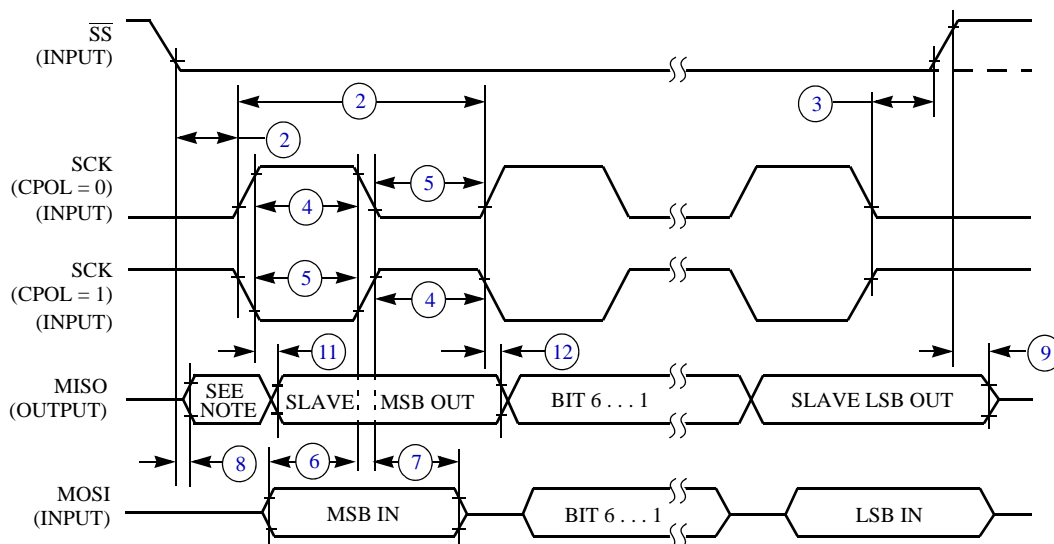 SS
(INPUT)
2
3
2
SCK
(CPOL = 0)
(INPUT)
5
4
SCK
(CPOL = 1)
(INPUT)
5
4
11
12
9
MISO
(OUTPUT)
SEE
NOTE
SLAVE
MSB OUT
BIT 6 . . . 1
SLAVE LSB OUT
8
6
7
MOSI
(INPUT)
MSB IN
BIT 6 . . . 1
LSB IN